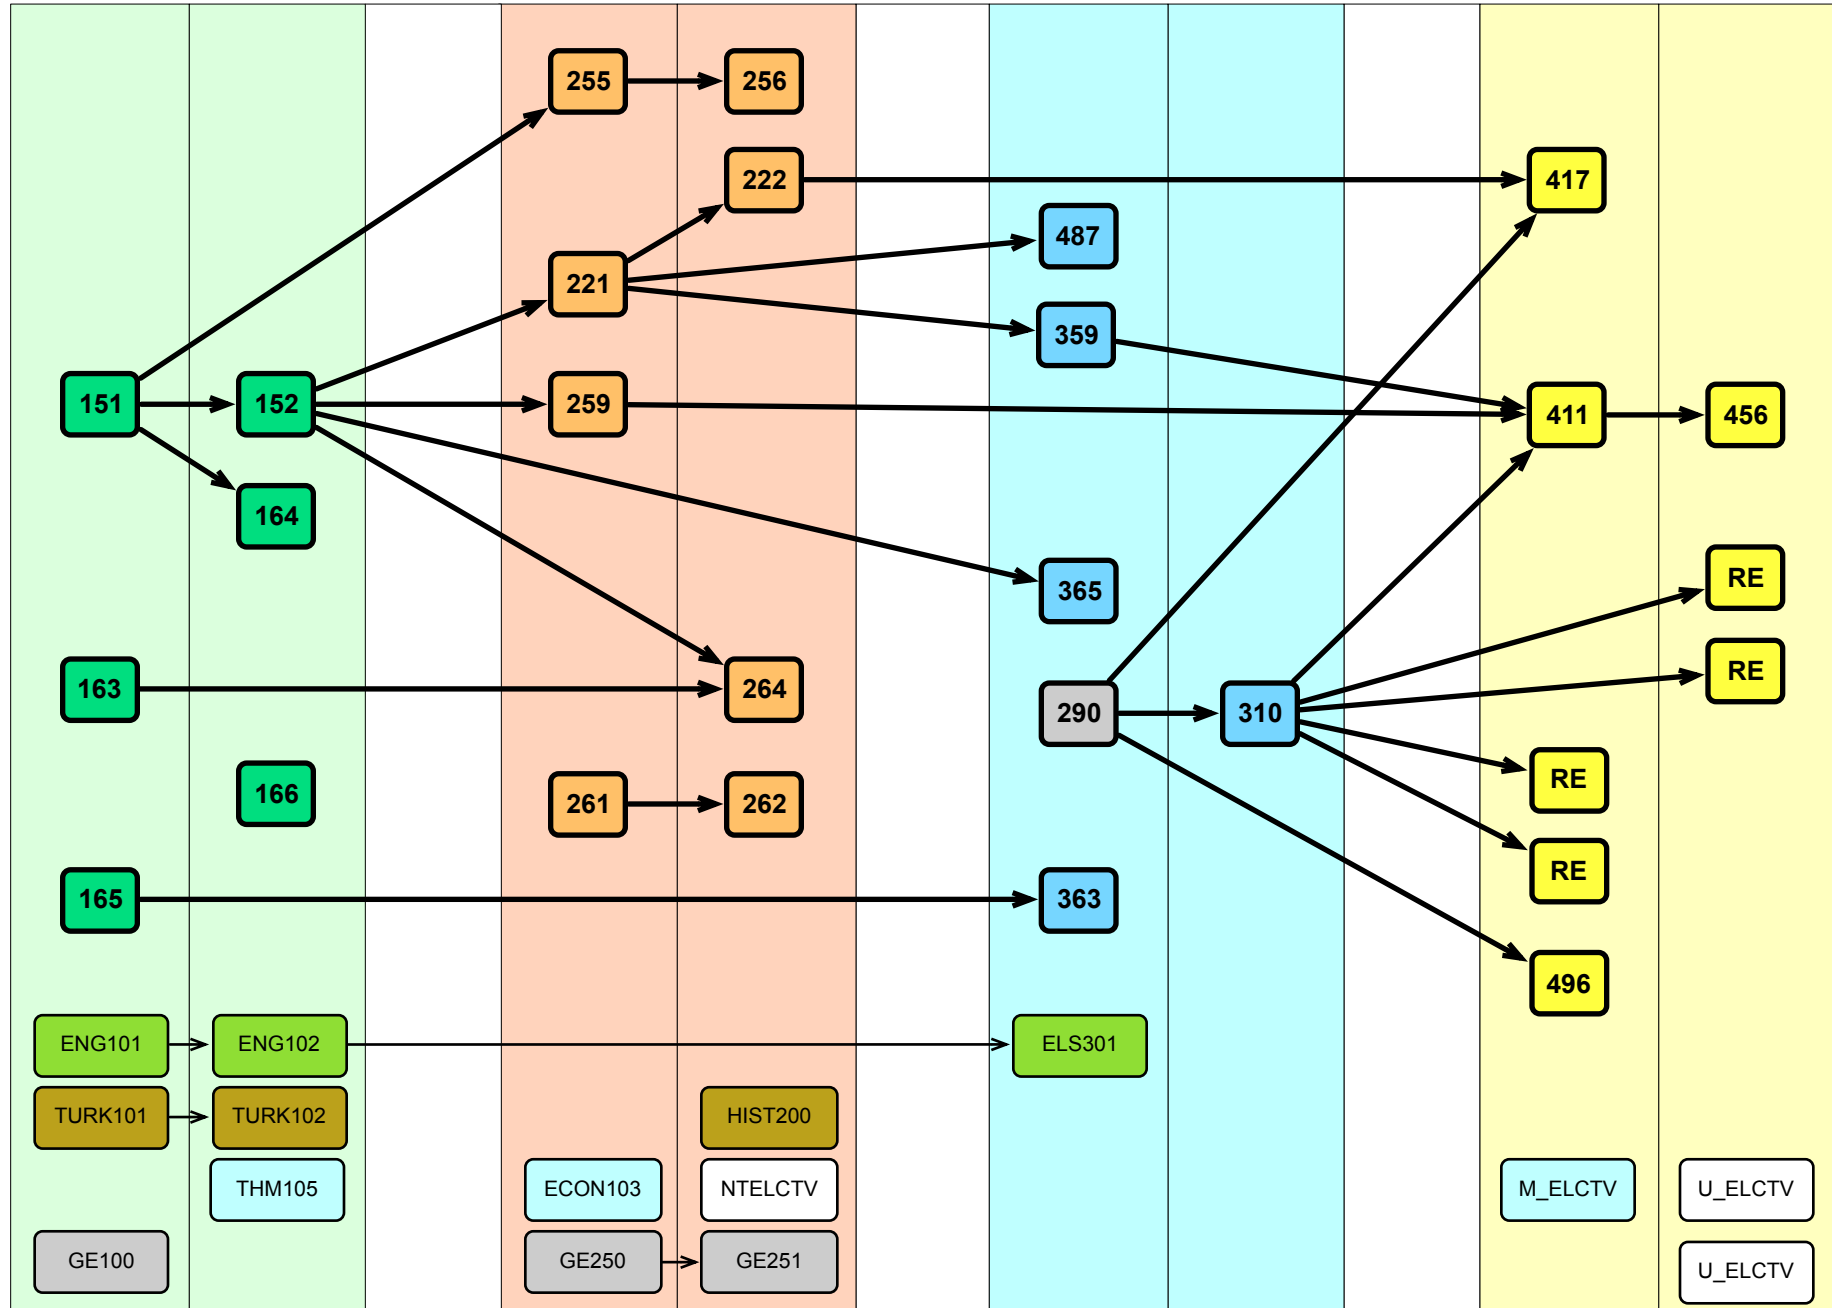 255
256
222
417
487
221
359
151
152
259
411
456
164
365
RE
RE
163
264
290
310
RE
166
261
262
RE
165
363
496
ENG101
ENG102
ELS301
TURK101
TURK102
HIST200
THM105
ECON103
NTELCTV
M_ELCTV
U_ELCTV
GE100
GE250
GE251
U_ELCTV